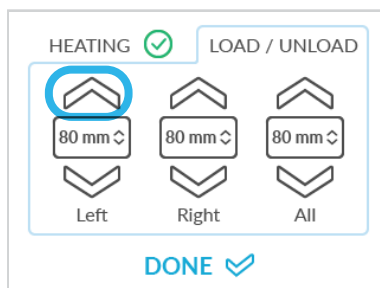 HEATING LOAD / UNLOAD
80 mm 80 mm 80 mm
Left Right All
DONE